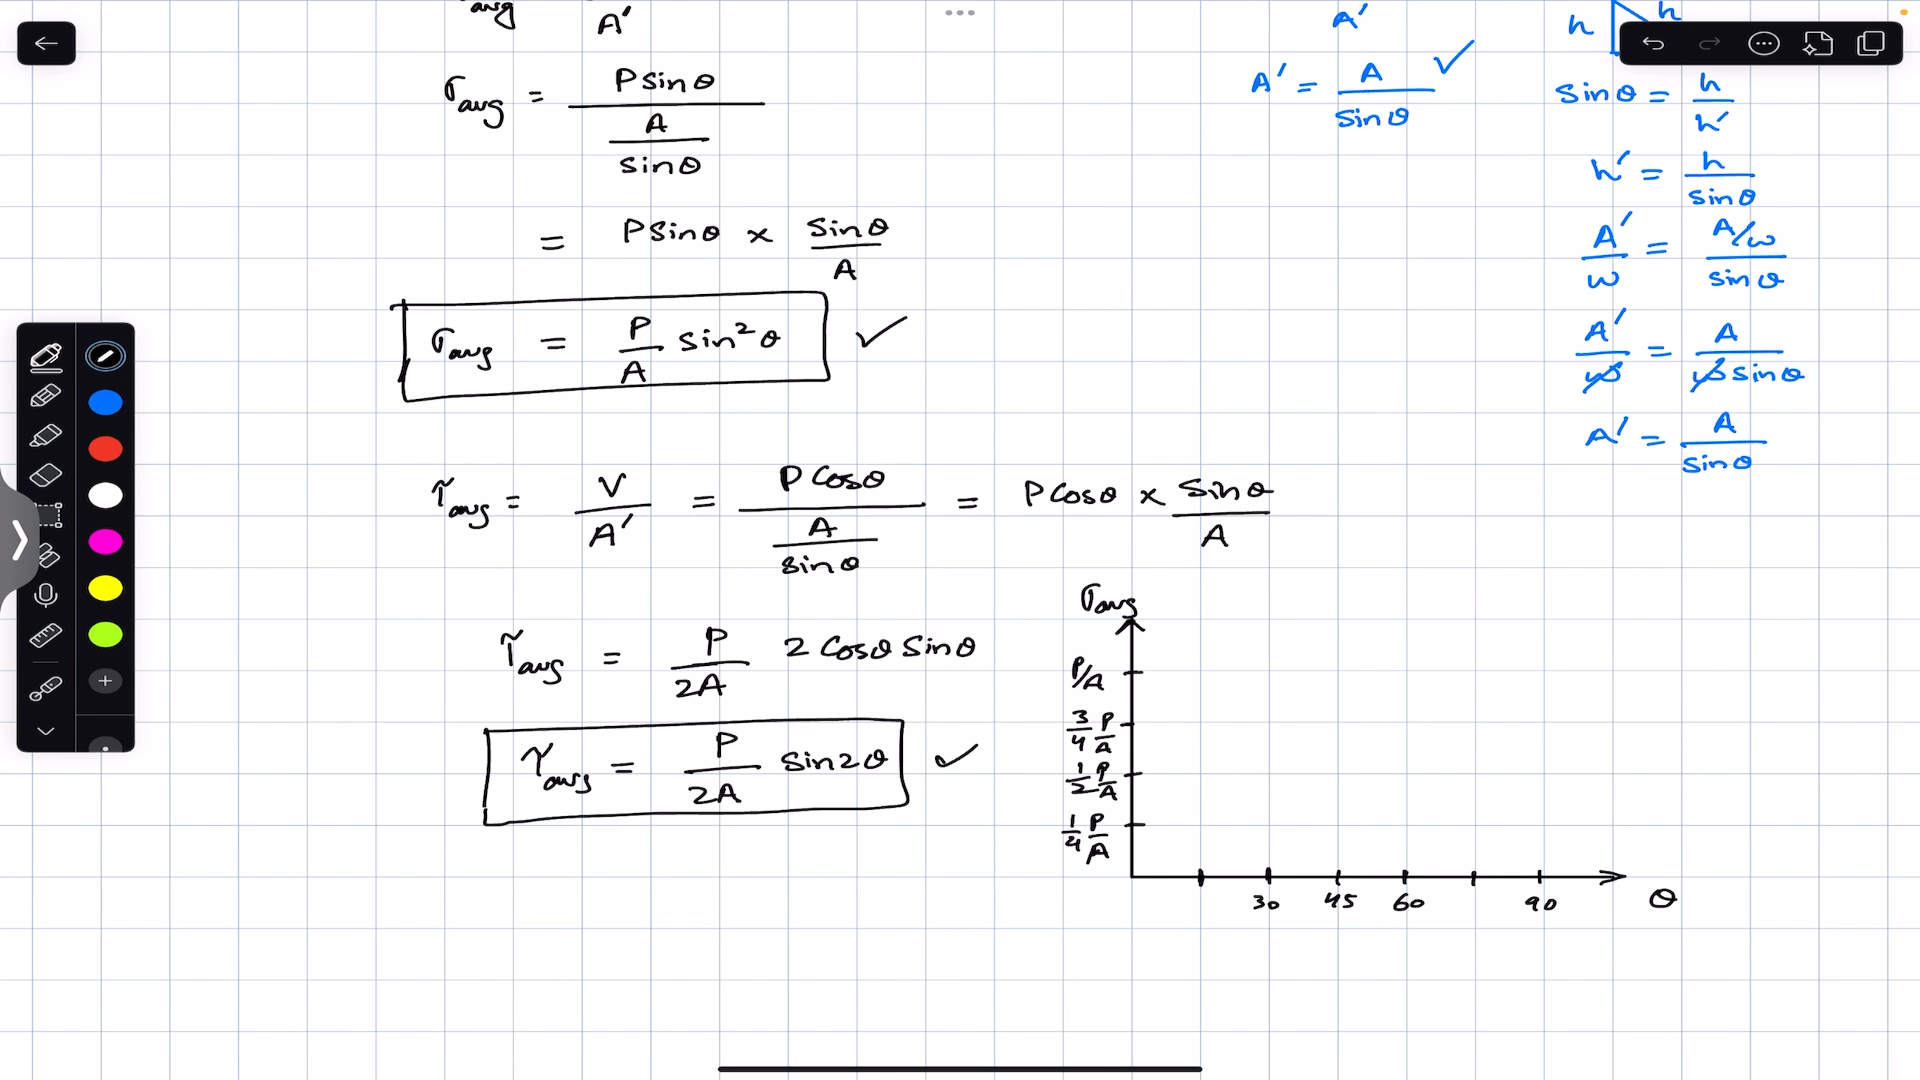 τavg A'
σavg = P sinθ / (A / sinθ)
= P sinθ × sinθ / A
σavg = P/A sin²θ ✓
τavg = V / A' = P Cosθ / (A / sinθ) = P Cosθ × Sinθ / A
τavg = P/2A 2 Cosθ Sinθ
τavg = P/2A sin2θ ✓
A'
A' = A / sinθ ✓
h h
sinθ = h / h'
h' = h / sinθ
A' / w = A/w / sinθ
A' / w = A / w sinθ
A' = A / sinθ
σavg
P/A
3/4 P/A
1/2 P/A
1/4 P/A
30 45 60 90 θ